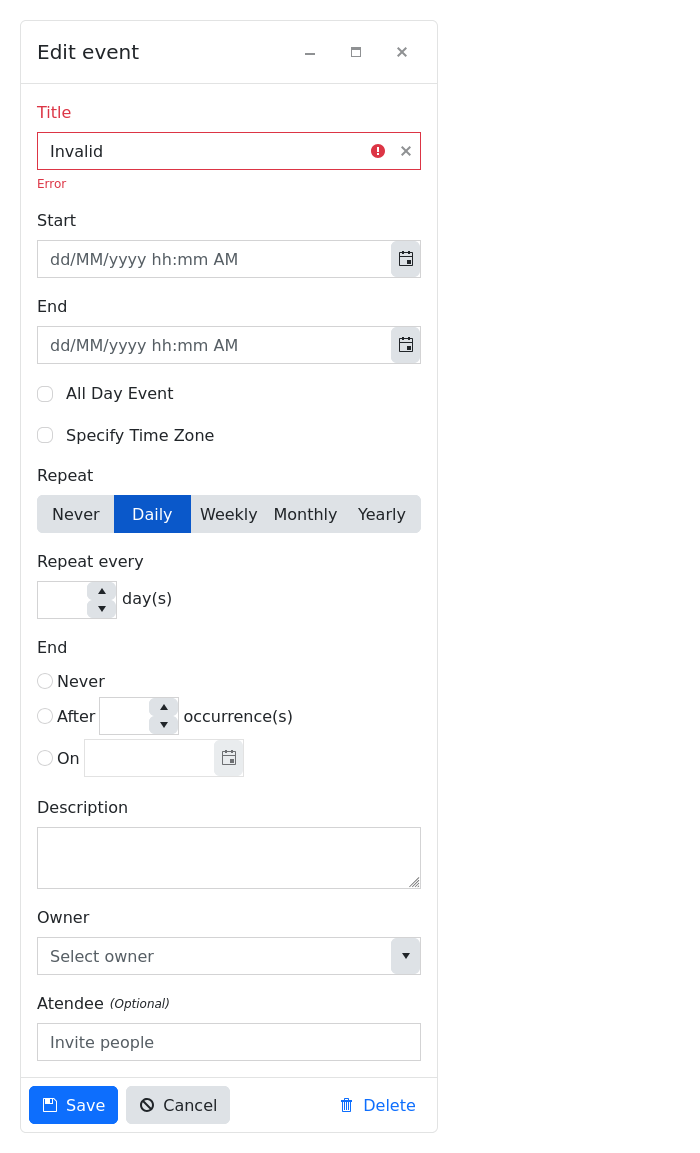 Edit event
Title
Invalid
Error
Start
dd/MM/yyyy hh:mm AM
End
dd/MM/yyyy hh:mm AM
All Day Event
Specify Time Zone
Repeat
Never Daily Weekly Monthly Yearly
Repeat every
day(s)
End
Never
After occurrence(s)
On
Description
Owner
Select owner
Atendee (Optional)
Invite people
Save Cancel Delete